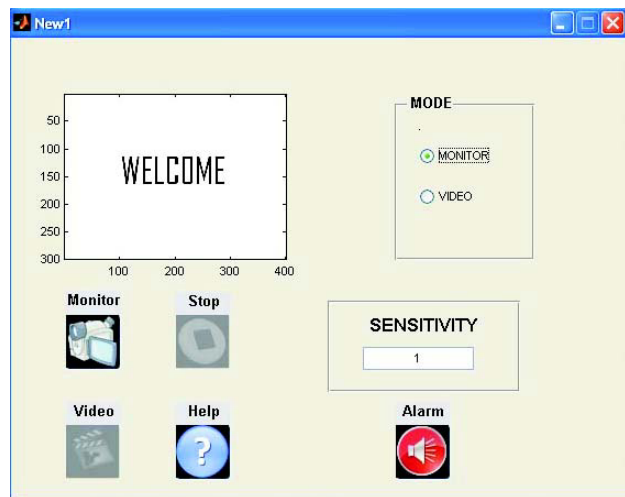 New1
MODE
MONITOR
VIDEO
WELCOME
50
100
150
200
250
300
100 200 300 400
Monitor Stop
SENSITIVITY
1
Video Help Alarm
?